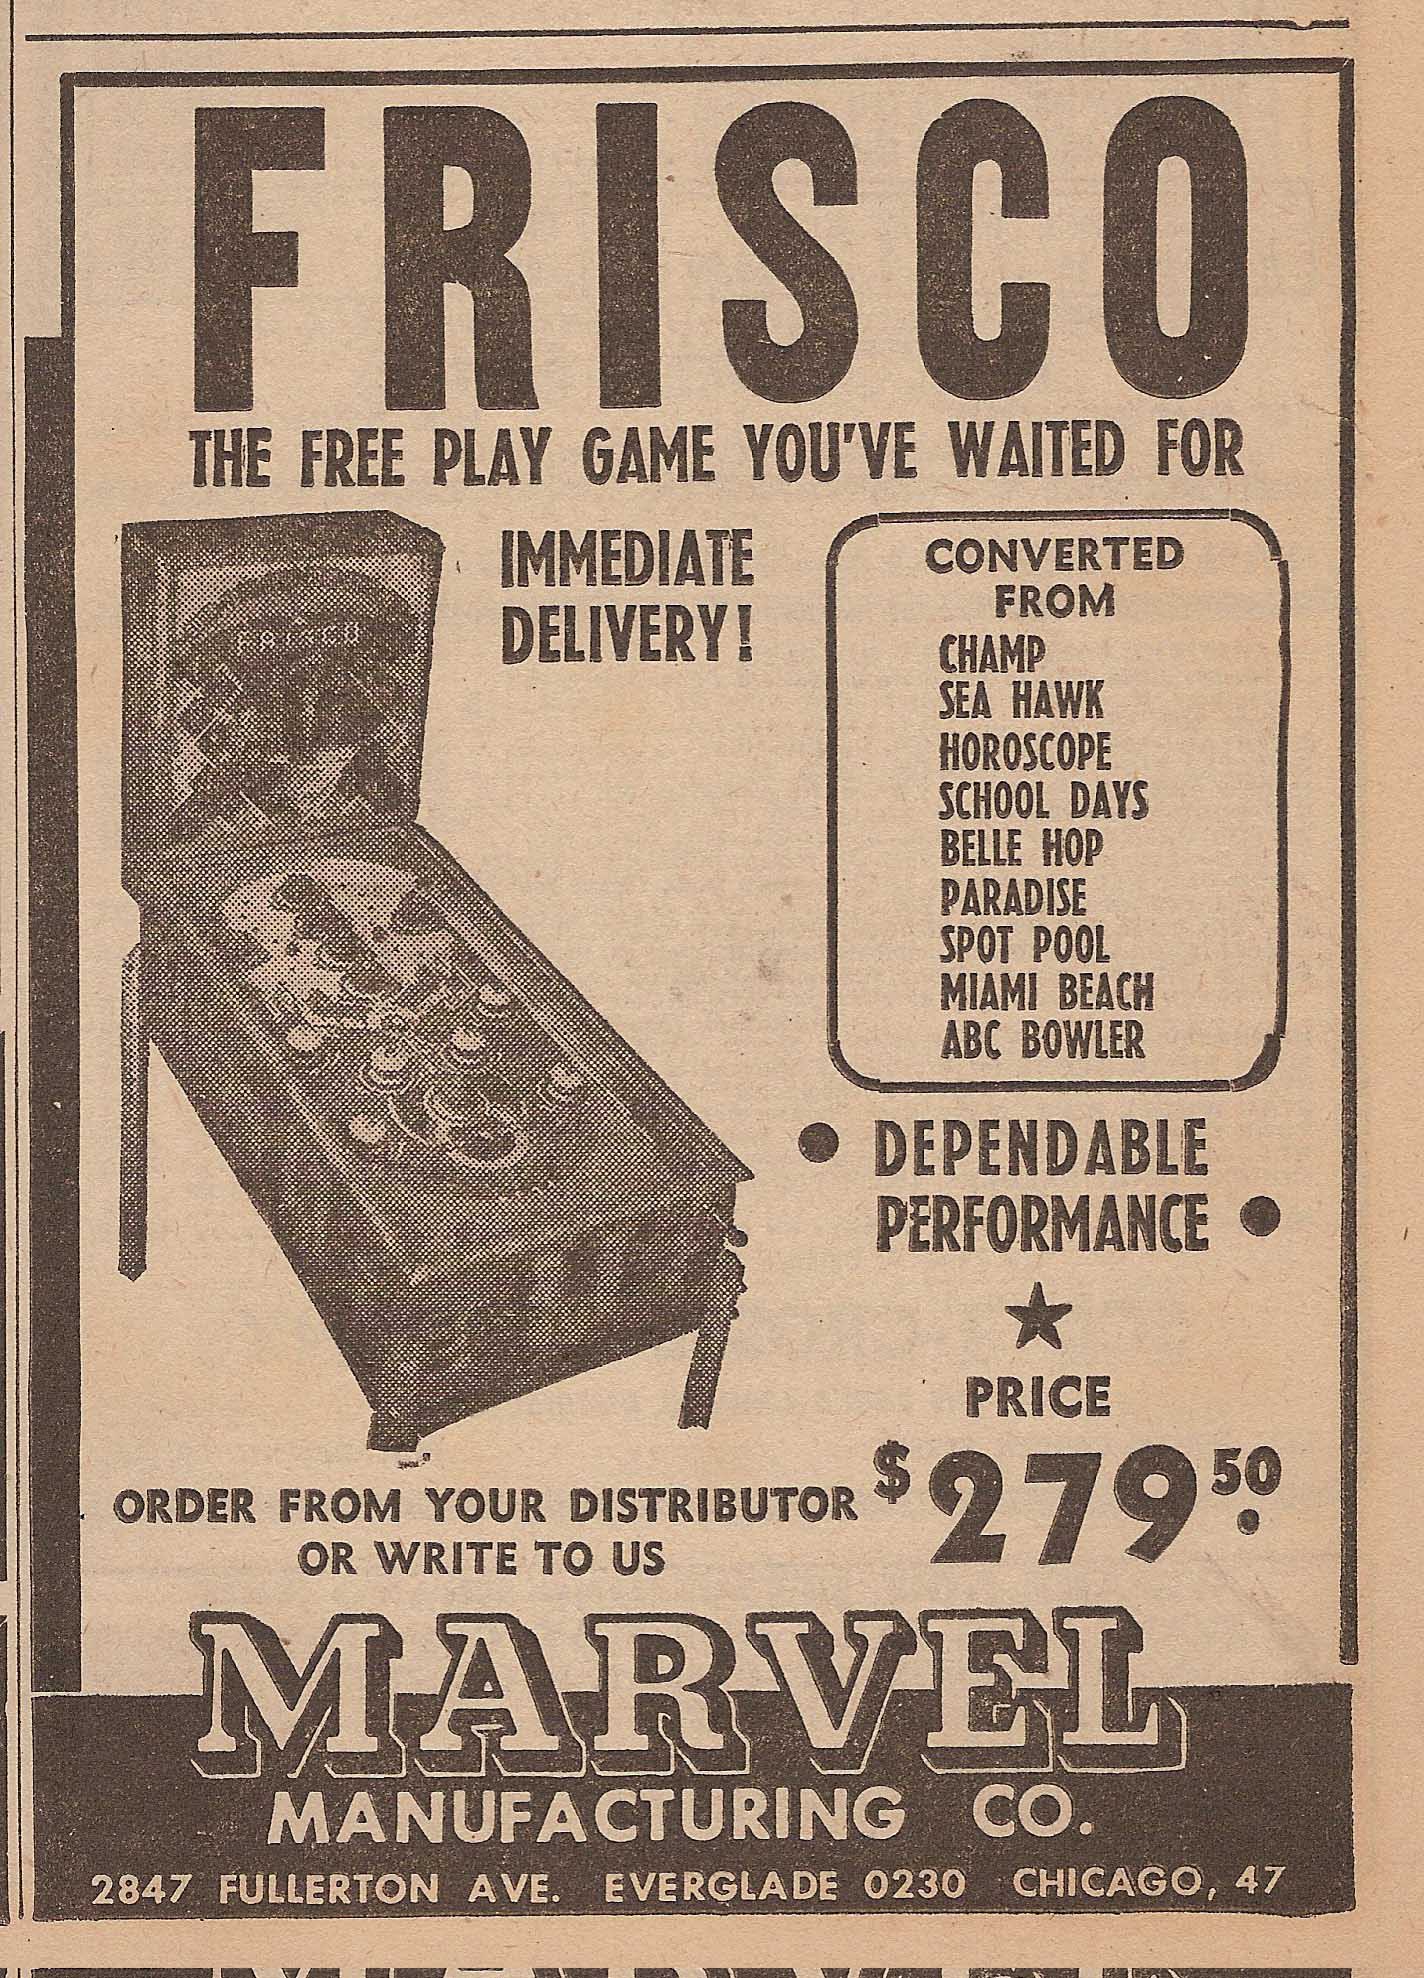 FRISCO
THE FREE PLAY GAME YOU'VE WAITED FOR
IMMEDIATE
DELIVERY!
FRISCO
CONVERTED
FROM
CHAMP
SEA HAWK
HOROSCOPE
SCHOOL DAYS
BELLE HOP
PARADISE
SPOT POOL
MIAMI BEACH
ABC BOWLER
• DEPENDABLE
PERFORMANCE •
★
PRICE
$279.50
ORDER FROM YOUR DISTRIBUTOR
OR WRITE TO US
MARVEL
MANUFACTURING CO.
2847 FULLERTON AVE. EVERGLADE 0230 CHICAGO, 47